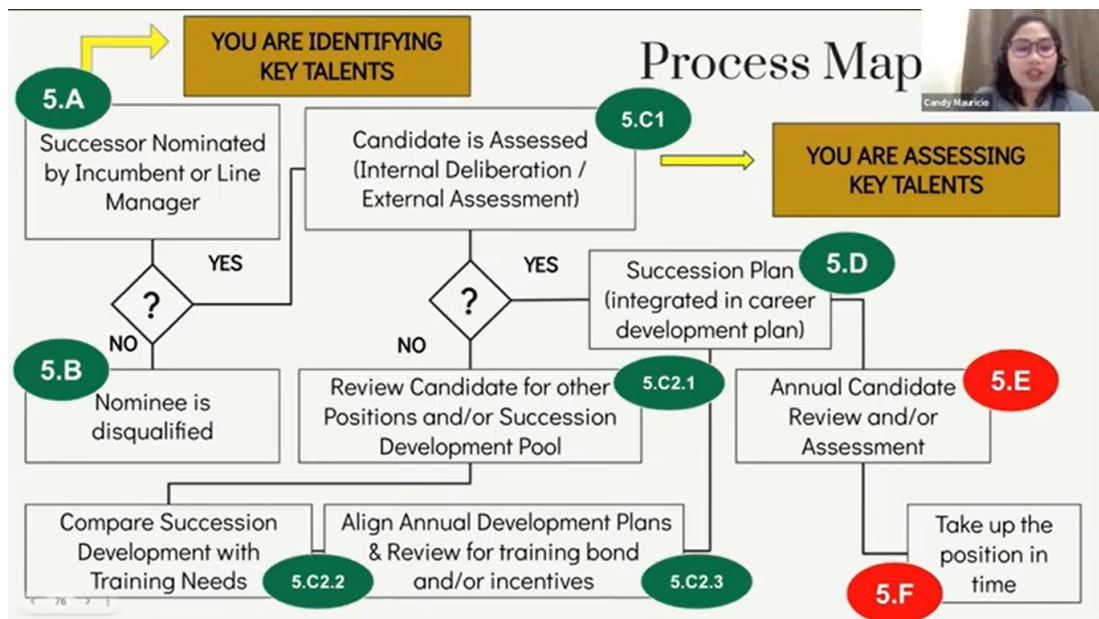 YOU ARE IDENTIFYING
KEY TALENTS
Process Map
Candy Mauricio
5.A
Successor Nominated
by Incumbent or Line
Manager
5.C1
Candidate is Assessed
(Internal Deliberation /
External Assessment)
YOU ARE ASSESSING
KEY TALENTS
YES
?
NO
YES
?
NO
5.D
Succession Plan
(integrated in career
development plan)
5.B
Nominee is
disqualified
5.C2.1
Review Candidate for other
Positions and/or Succession
Development Pool
5.E
Annual Candidate
Review and/or
Assessment
Compare Succession
Development with
Training Needs
5.C2.2
Align Annual Development Plans
& Review for training bond
and/or incentives
5.C2.3
Take up the
position in
time
5.F
76